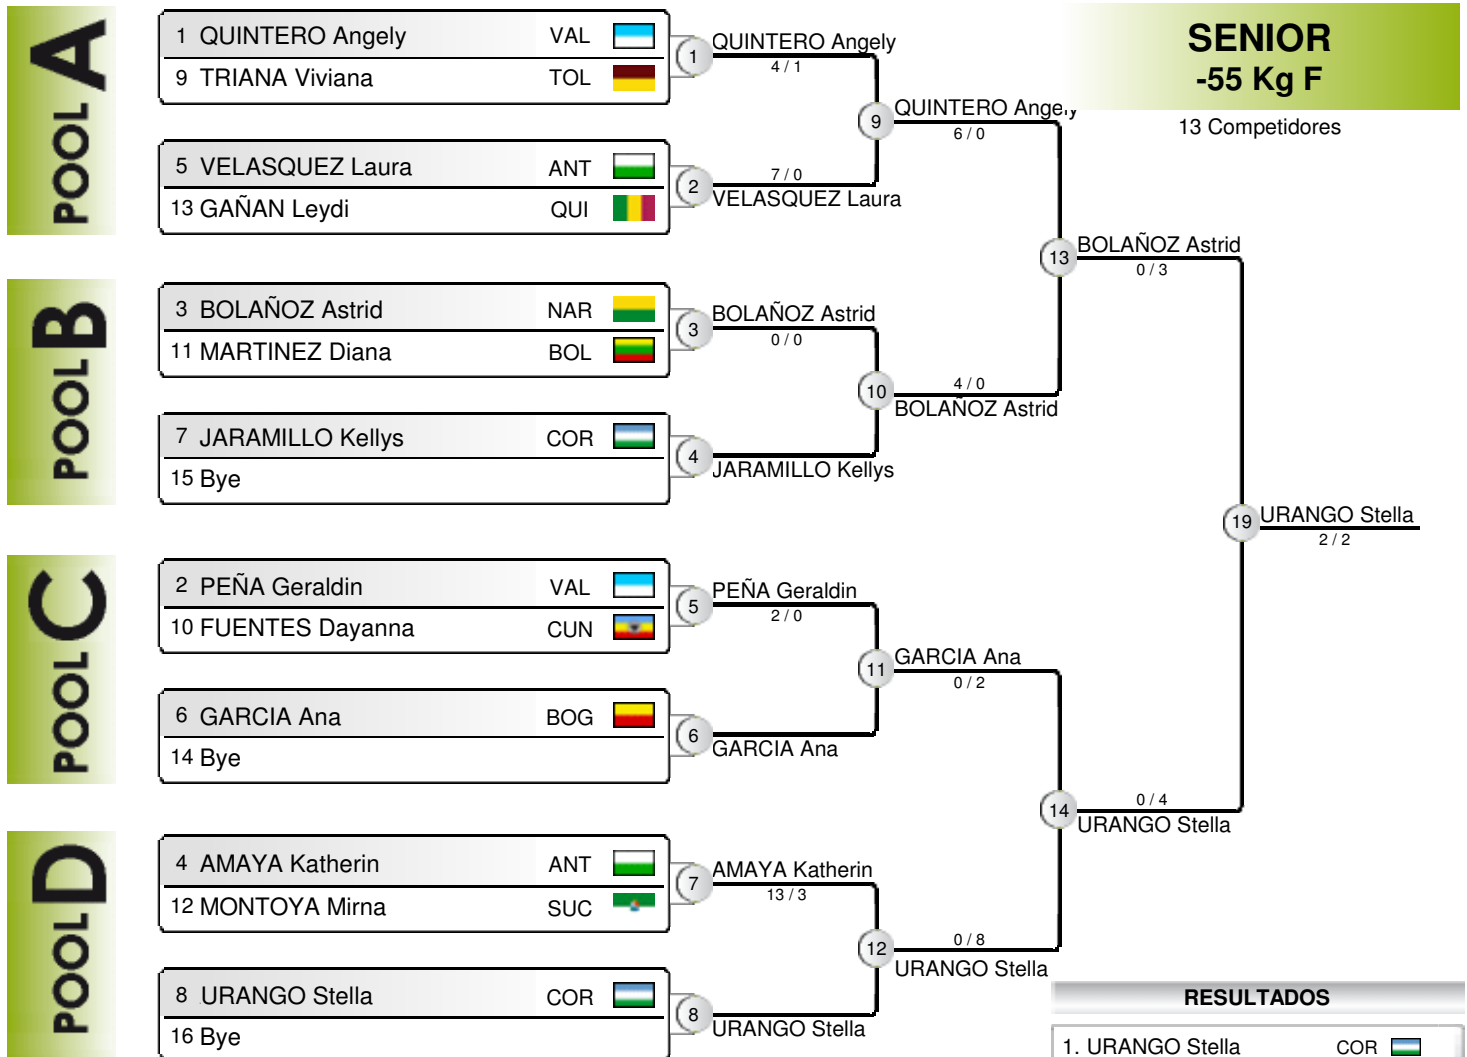 SENIOR
-55 Kg F
13 Competidores
POOL A
1 QUINTERO Angely VAL
9 TRIANA Viviana TOL
5 VELASQUEZ Laura ANT
13 GAÑAN Leydi QUI
POOL B
3 BOLAÑOZ Astrid NAR
11 MARTINEZ Diana BOL
7 JARAMILLO Kellys COR
15 Bye
POOL C
2 PEÑA Geraldin VAL
10 FUENTES Dayanna CUN
6 GARCIA Ana BOG
14 Bye
POOL D
4 AMAYA Katherin ANT
12 MONTOYA Mirna SUC
8 URANGO Stella COR
16 Bye
1 QUINTERO Angely
4 / 1
2 7 / 0
VELASQUEZ Laura
3 BOLAÑOZ Astrid
0 / 0
4
JARAMILLO Kellys
5 PEÑA Geraldin
2 / 0
6
GARCIA Ana
7 AMAYA Katherin
13 / 3
8
URANGO Stella
9 QUINTERO Angely
6 / 0
10 4 / 0
BOLAÑOZ Astrid
11 GARCIA Ana
0 / 2
12 0 / 8
URANGO Stella
13 BOLAÑOZ Astrid
0 / 3
14 0 / 4
URANGO Stella
19 URANGO Stella
2 / 2
RESULTADOS
1. URANGO Stella COR